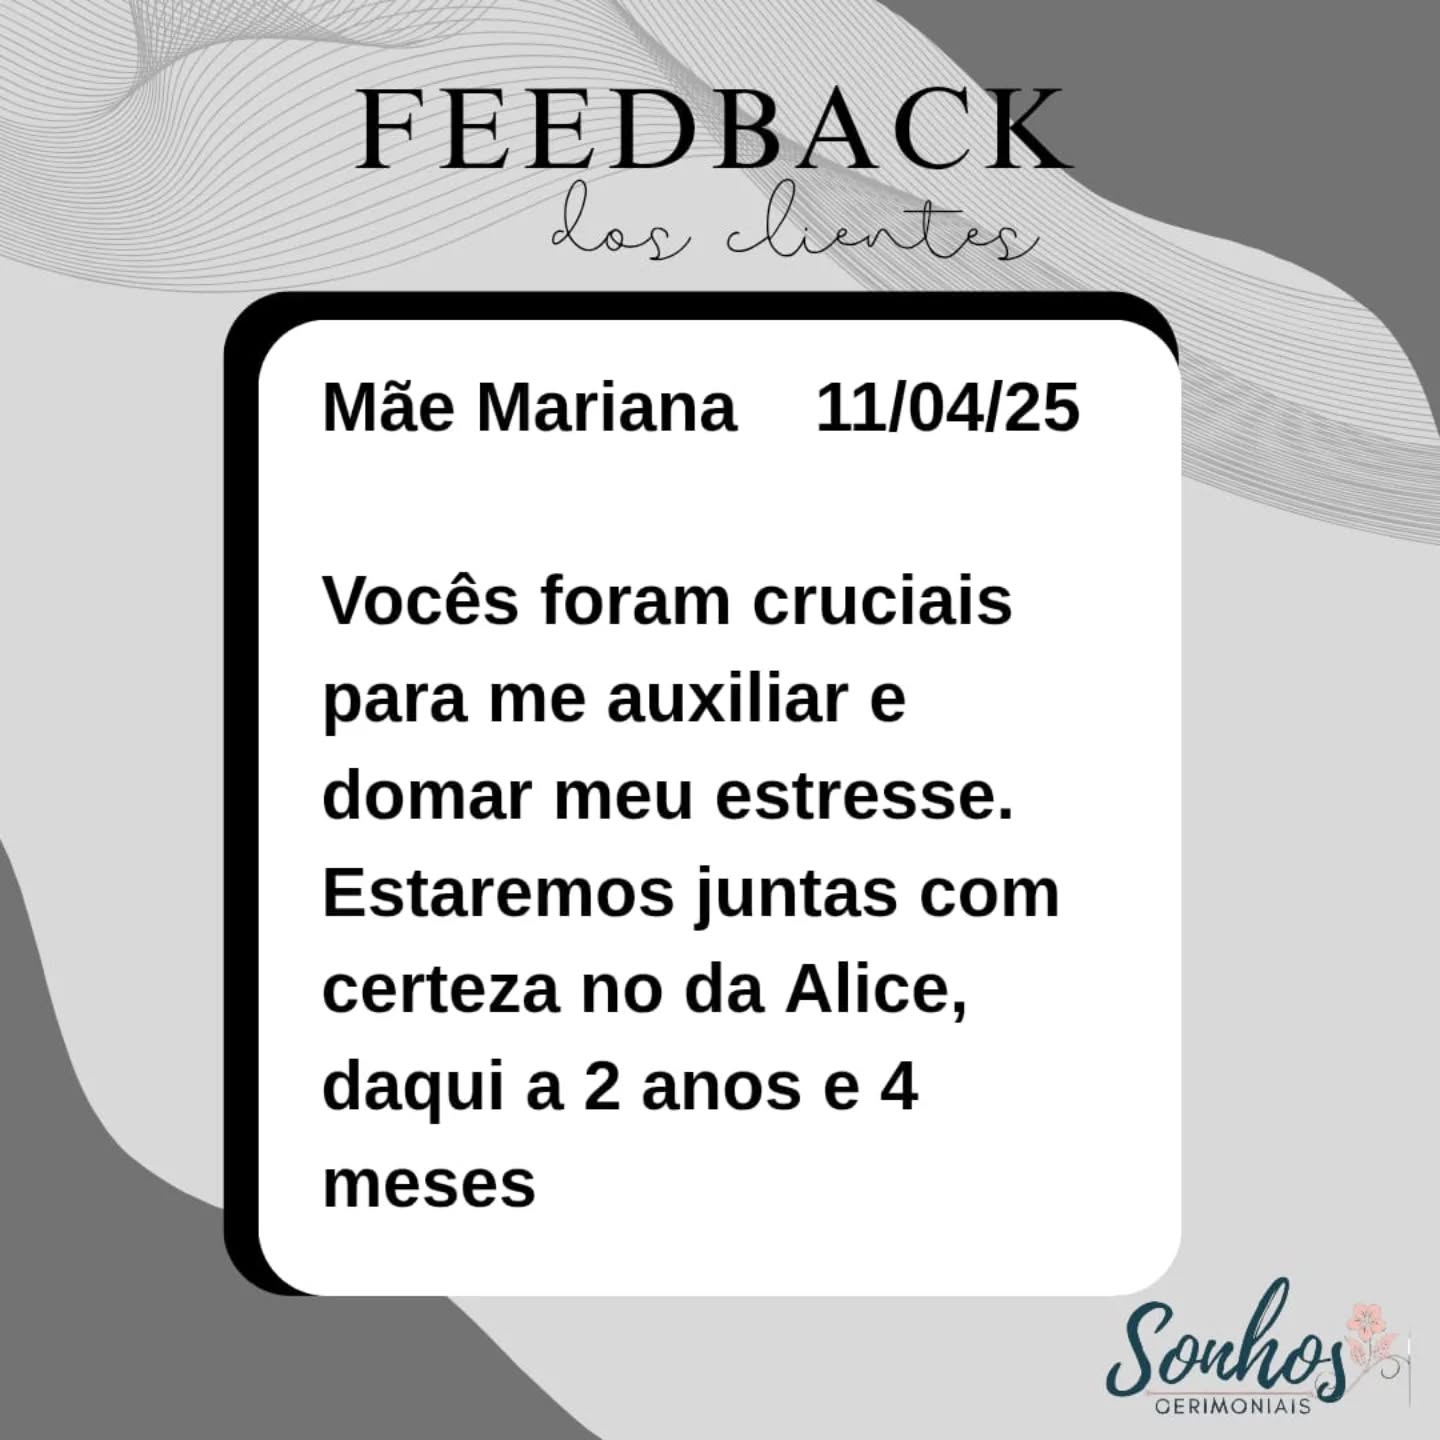 FEEDBACK
dos clientes
Mãe Mariana 11/04/25
Vocês foram cruciais
para me auxiliar e
domar meu estresse.
Estaremos juntas com
certeza no da Alice,
daqui a 2 anos e 4
meses
Sonhos
CERIMONIAIS